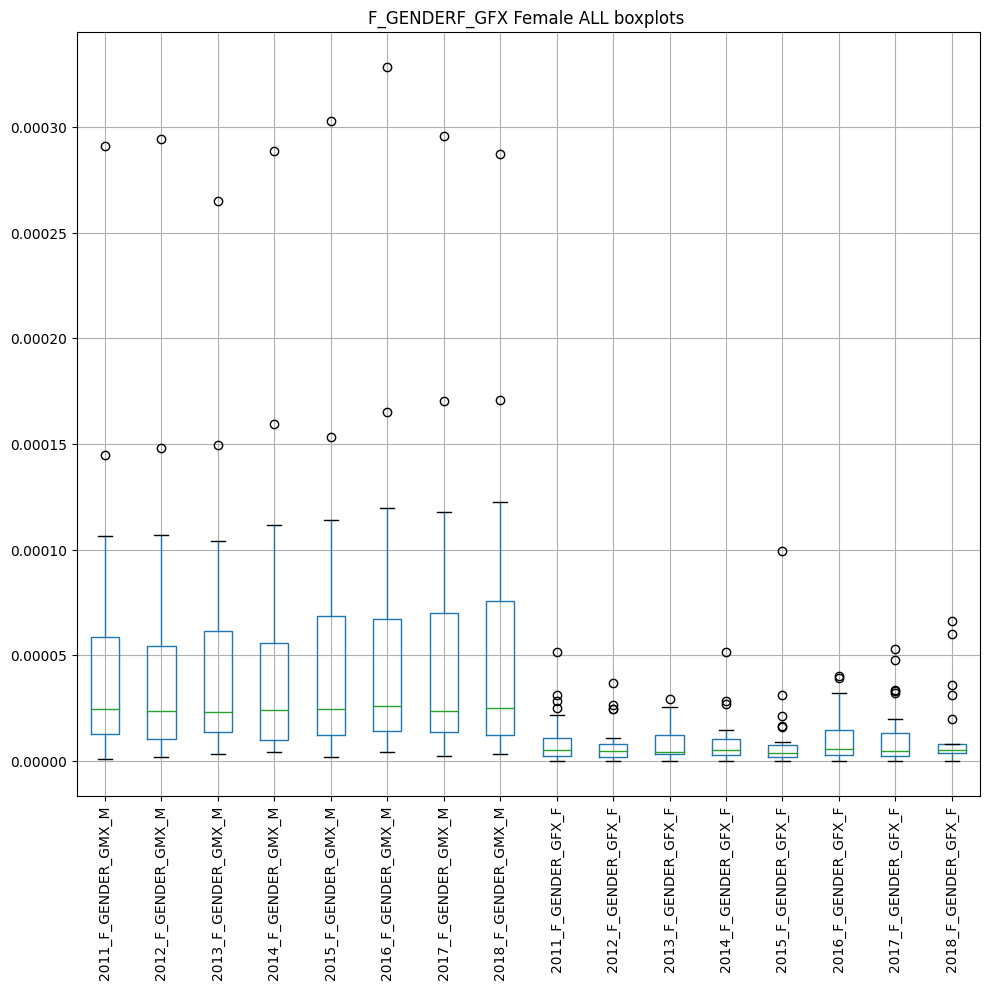 F_GENDERF_GFX Female ALL boxplots
0.00030
0.00025
0.00020
0.00015
0.00010
0.00005
0.00000
2011_F_GENDER_GMX_M
2012_F_GENDER_GMX_M
2013_F_GENDER_GMX_M
2014_F_GENDER_GMX_M
2015_F_GENDER_GMX_M
2016_F_GENDER_GMX_M
2017_F_GENDER_GMX_M
2018_F_GENDER_GMX_M
2011_F_GENDER_GFX_F
2012_F_GENDER_GFX_F
2013_F_GENDER_GFX_F
2014_F_GENDER_GFX_F
2015_F_GENDER_GFX_F
2016_F_GENDER_GFX_F
2017_F_GENDER_GFX_F
2018_F_GENDER_GFX_F